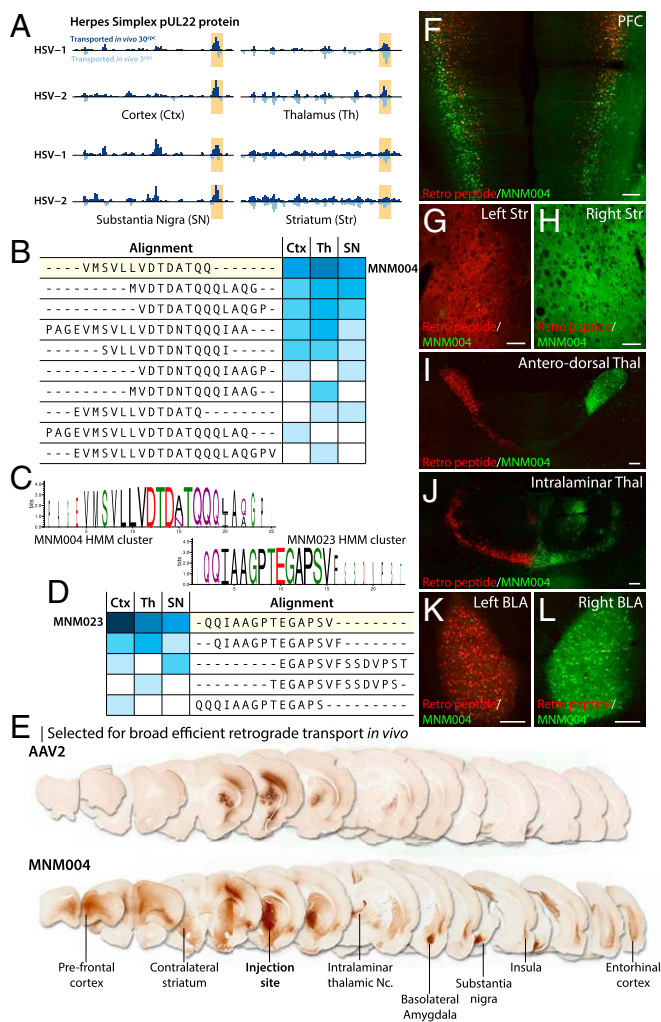 A
Herpes Simplex pUL22 protein
Transported in vivo 30cpc
Transported in vivo 3cpc
HSV-1
HSV-2
Cortex (Ctx)
Thalamus (Th)
HSV-1
HSV-2
Substantia Nigra (SN)
Striatum (Str)
B
Alignment Ctx Th SN
----VMSVLLVDTDATQQ------- MNM004
---------MVDTDATQQQLAQG--
----------VDTDATQQQLAQGP-
PAGEVMSVLLVDTDNTQQQIAA---
------SVLLVDTDNTQQQI-----
----------VDTDNTQQQIAAGP-
---------MVDTDNTQQQIAAG--
---EVMSVLLVDTDATQ--------
PAGEVMSVLLVDTDATQQQLAQ---
---EVMSVLLVDTDATQQQLAQGPV
C
bits
MNM004 HMM cluster
MNM023 HMM cluster
bits
D
Ctx Th SN Alignment
MNM023 -QQIAAGPTEGAPSV--------
--QIAAGPTEGAPSVF-------
---------EGAPSVFSSDVPST
--------TEGAPSVFSSDVPS-
QQQIAAGPTEGAPS---------
E | Selected for broad efficient retrograde transport in vivo
AAV2
MNM004
Pre-frontal cortex
Contralateral striatum
Injection site
Intralaminar thalamic Nc.
Basolateral Amygdala
Substantia nigra
Insula
Entorhinal cortex
F
PFC
Retro peptide/MNM004
G
Left Str
Retro peptide/
MNM004
H
Right Str
Retro peptide/
MNM004
I
Antero-dorsal Thal
Retro peptide/MNM004
J
Intralaminar Thal
Retro peptide/MNM004
K
Left BLA
Retro peptide/
MNM004
L
Right BLA
Retro peptide/
MNM004